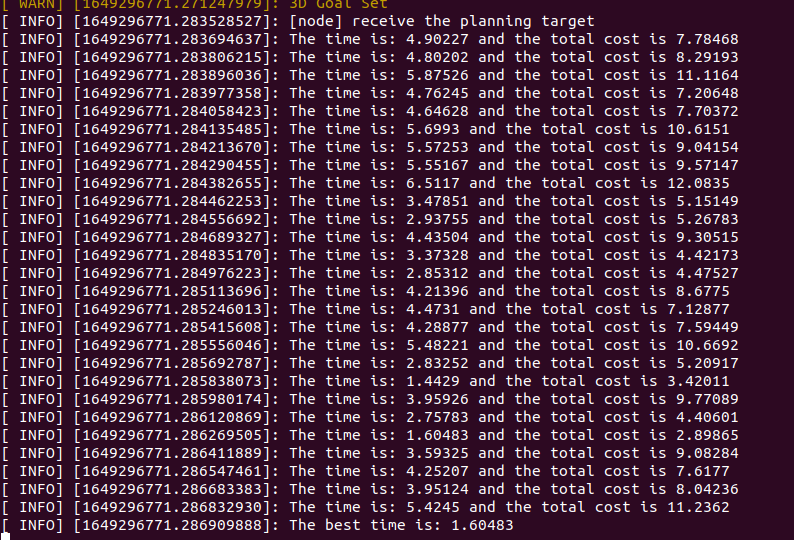 [ WARN] [1649296771.271247979]: 3D Goal Set
[ INFO] [1649296771.283528527]: [node] receive the planning target
[ INFO] [1649296771.283694637]: The time is: 4.90227 and the total cost is 7.78468
[ INFO] [1649296771.283806215]: The time is: 4.80202 and the total cost is 8.29193
[ INFO] [1649296771.283896036]: The time is: 5.87526 and the total cost is 11.1164
[ INFO] [1649296771.283977358]: The time is: 4.76245 and the total cost is 7.20648
[ INFO] [1649296771.284058423]: The time is: 4.64628 and the total cost is 7.70372
[ INFO] [1649296771.284135485]: The time is: 5.6993 and the total cost is 10.6151
[ INFO] [1649296771.284213670]: The time is: 5.57253 and the total cost is 9.04154
[ INFO] [1649296771.284290455]: The time is: 5.55167 and the total cost is 9.57147
[ INFO] [1649296771.284382655]: The time is: 6.5117 and the total cost is 12.0835
[ INFO] [1649296771.284462253]: The time is: 3.47851 and the total cost is 5.15149
[ INFO] [1649296771.284556692]: The time is: 2.93755 and the total cost is 5.26783
[ INFO] [1649296771.284689327]: The time is: 4.43504 and the total cost is 9.30515
[ INFO] [1649296771.284835170]: The time is: 3.37328 and the total cost is 4.42173
[ INFO] [1649296771.284976223]: The time is: 2.85312 and the total cost is 4.47527
[ INFO] [1649296771.285113696]: The time is: 4.21396 and the total cost is 8.6775
[ INFO] [1649296771.285246013]: The time is: 4.4731 and the total cost is 7.12877
[ INFO] [1649296771.285415608]: The time is: 4.28877 and the total cost is 7.59449
[ INFO] [1649296771.285556046]: The time is: 5.48221 and the total cost is 10.6692
[ INFO] [1649296771.285692787]: The time is: 2.83252 and the total cost is 5.20917
[ INFO] [1649296771.285838073]: The time is: 1.4429 and the total cost is 3.42011
[ INFO] [1649296771.285980174]: The time is: 3.95926 and the total cost is 9.77089
[ INFO] [1649296771.286120869]: The time is: 2.75783 and the total cost is 4.40601
[ INFO] [1649296771.286269505]: The time is: 1.60483 and the total cost is 2.89865
[ INFO] [1649296771.286411889]: The time is: 3.59325 and the total cost is 9.08284
[ INFO] [1649296771.286547461]: The time is: 4.25207 and the total cost is 7.6177
[ INFO] [1649296771.286683383]: The time is: 3.95124 and the total cost is 8.04236
[ INFO] [1649296771.286832930]: The time is: 5.4245 and the total cost is 11.2362
[ INFO] [1649296771.286909888]: The best time is: 1.60483